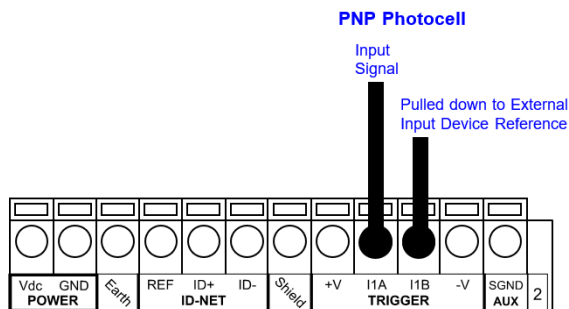 PNP Photocell
Input
Signal
Pulled down to External
Input Device Reference
Vdc GND Earth REF ID+ ID- Shield +V I1A I1B -V SGND 2
POWER ID-NET TRIGGER AUX